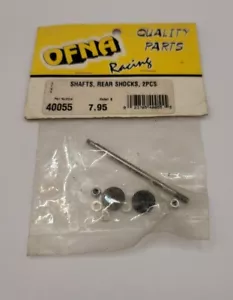 OFNA
QUALITY
PARTS
Racing
SHAFTS, REAR SHOCKS, 2PCS
40055 7.95